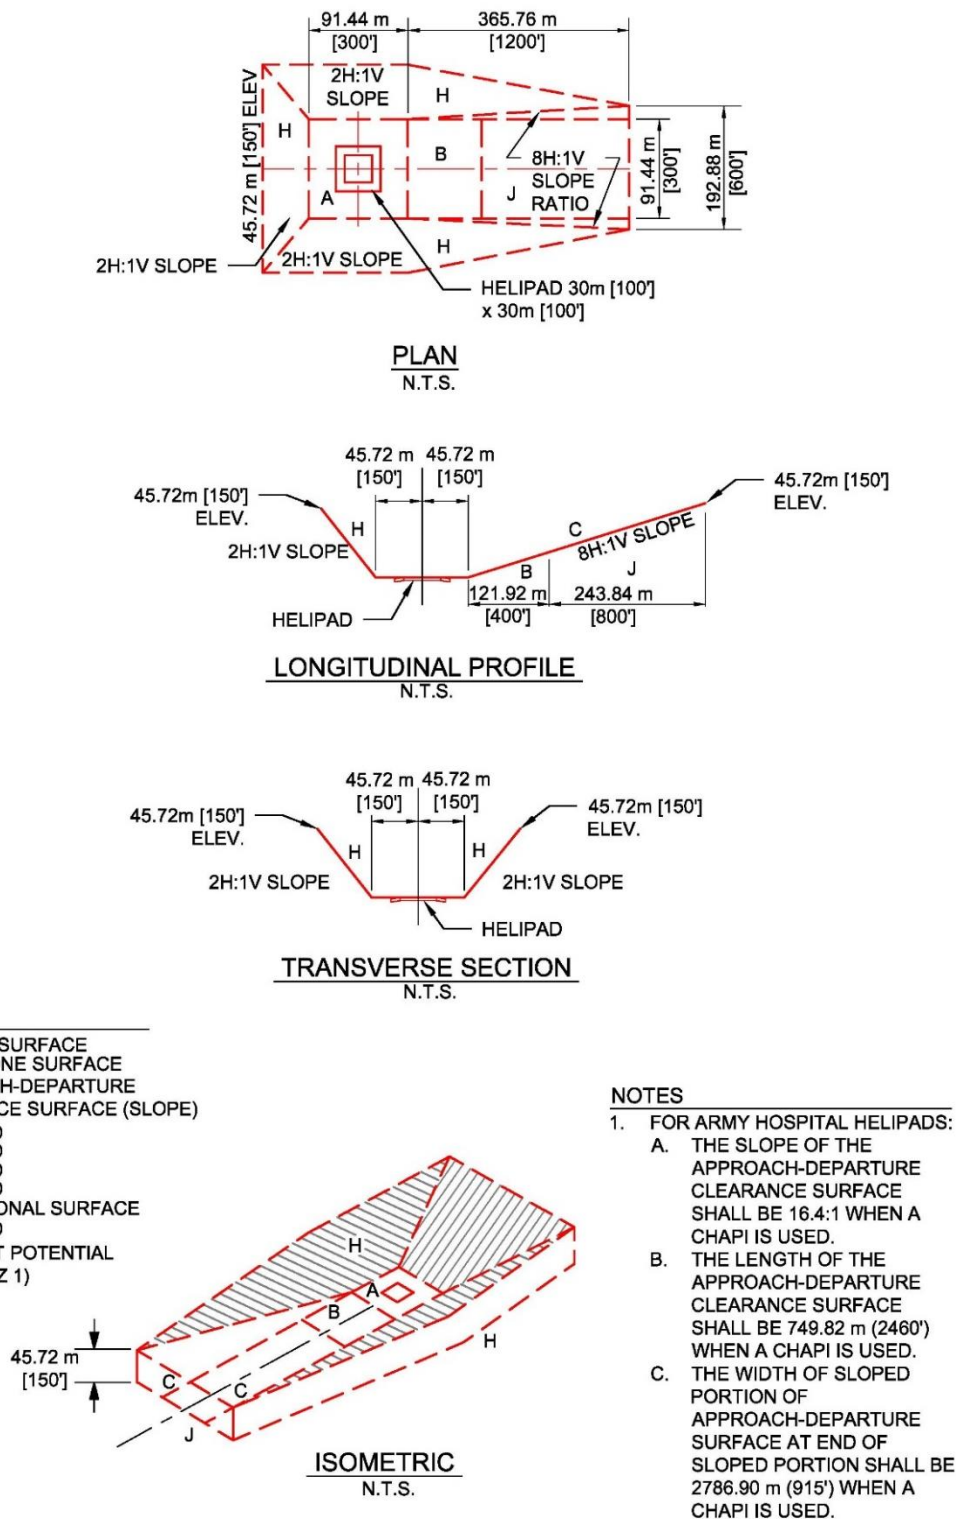 91.44 m
[300']
365.76 m
[1200']
45.72 m [150'] ELEV
2H:1V
SLOPE
H
H
B
8H:1V
SLOPE
RATIO
J
A
91.44 m
[300']
192.88 m
[600']
H
2H:1V SLOPE
2H:1V SLOPE
HELIPAD 30m [100']
x 30m [100']
PLAN
N.T.S.
45.72 m
[150']
45.72 m
[150']
45.72m [150']
ELEV.
45.72m [150']
ELEV.
H
2H:1V SLOPE
C
8H:1V SLOPE
B
J
121.92 m
[400']
243.84 m
[800']
HELIPAD
LONGITUDINAL PROFILE
N.T.S.
45.72 m
[150']
45.72 m
[150']
45.72m [150']
ELEV.
45.72m [150']
ELEV.
H
H
2H:1V SLOPE
2H:1V SLOPE
HELIPAD
TRANSVERSE SECTION
N.T.S.
SURFACE
NE SURFACE
H-DEPARTURE
CE SURFACE (SLOPE)
ONAL SURFACE
T POTENTIAL
Z 1)
H
A
B
H
45.72 m
[150']
C
C
J
ISOMETRIC
N.T.S.
NOTES
1. FOR ARMY HOSPITAL HELIPADS:
A. THE SLOPE OF THE
APPROACH-DEPARTURE
CLEARANCE SURFACE
SHALL BE 16.4:1 WHEN A
CHAPI IS USED.
B. THE LENGTH OF THE
APPROACH-DEPARTURE
CLEARANCE SURFACE
SHALL BE 749.82 m (2460')
WHEN A CHAPI IS USED.
C. THE WIDTH OF SLOPED
PORTION OF
APPROACH-DEPARTURE
SURFACE AT END OF
SLOPED PORTION SHALL BE
2786.90 m (915') WHEN A
CHAPI IS USED.